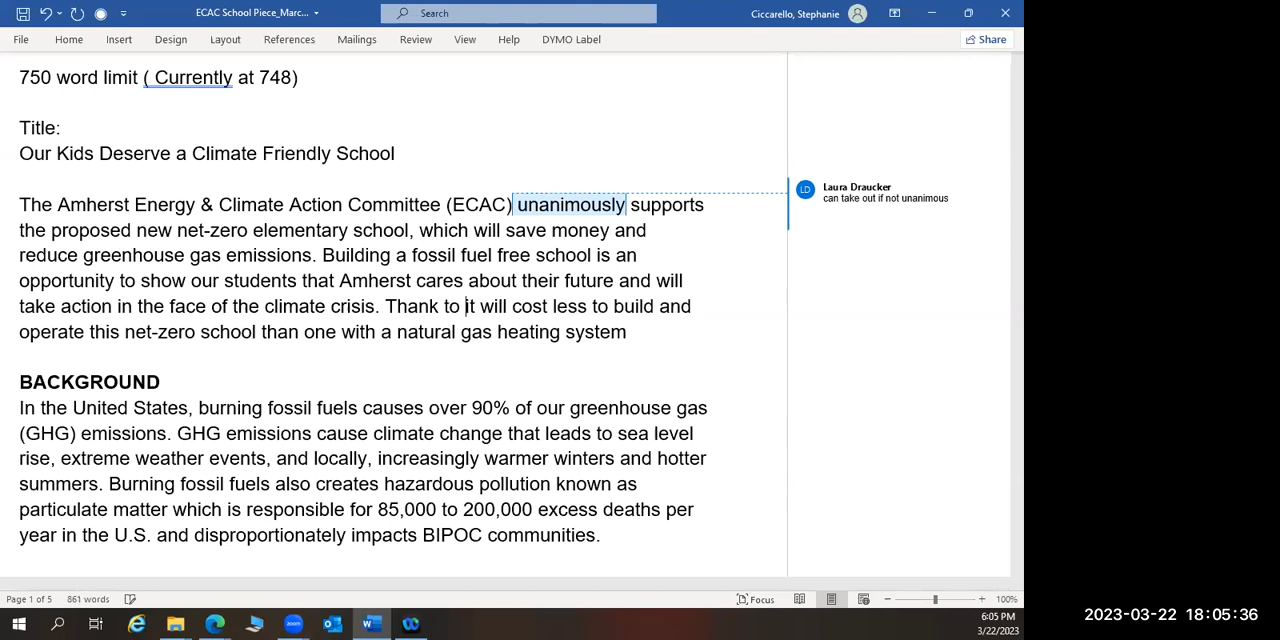 ECAC School Piece_Marc...
Search
Ciccarello, Stephanie
File Home Insert Design Layout References Mailings Review View Help DYMO Label
Share
750 word limit ( Currently at 748)
Title:
Our Kids Deserve a Climate Friendly School
The Amherst Energy & Climate Action Committee (ECAC) unanimously supports
the proposed new net-zero elementary school, which will save money and
reduce greenhouse gas emissions. Building a fossil fuel free school is an
opportunity to show our students that Amherst cares about their future and will
take action in the face of the climate crisis. Thank to it will cost less to build and
operate this net-zero school than one with a natural gas heating system
LD
Laura Draucker
can take out if not unanimous
BACKGROUND
In the United States, burning fossil fuels causes over 90% of our greenhouse gas
(GHG) emissions. GHG emissions cause climate change that leads to sea level
rise, extreme weather events, and locally, increasingly warmer winters and hotter
summers. Burning fossil fuels also creates hazardous pollution known as
particulate matter which is responsible for 85,000 to 200,000 excess deaths per
year in the U.S. and disproportionately impacts BIPOC communities.
Page 1 of 5 861 words
Focus
100%
zoom
6:05 PM
3/22/2023
2023-03-22 18:05:36